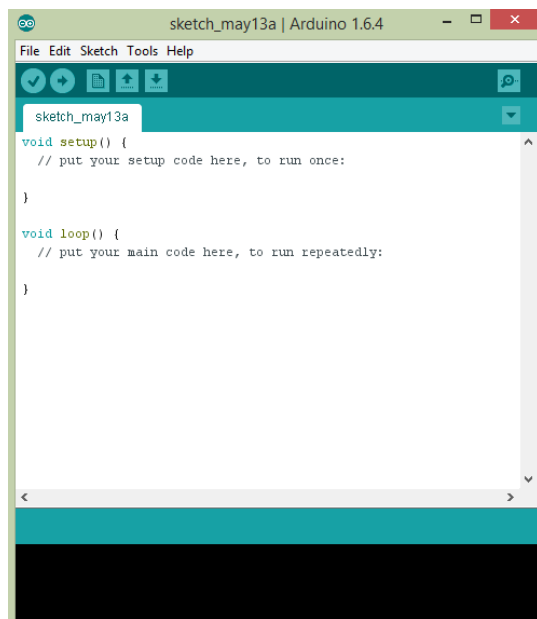 sketch_may13a | Arduino 1.6.4
File Edit Sketch Tools Help
sketch_may13a
void setup() {
  // put your setup code here, to run once:
}
void loop() {
  // put your main code here, to run repeatedly:
}